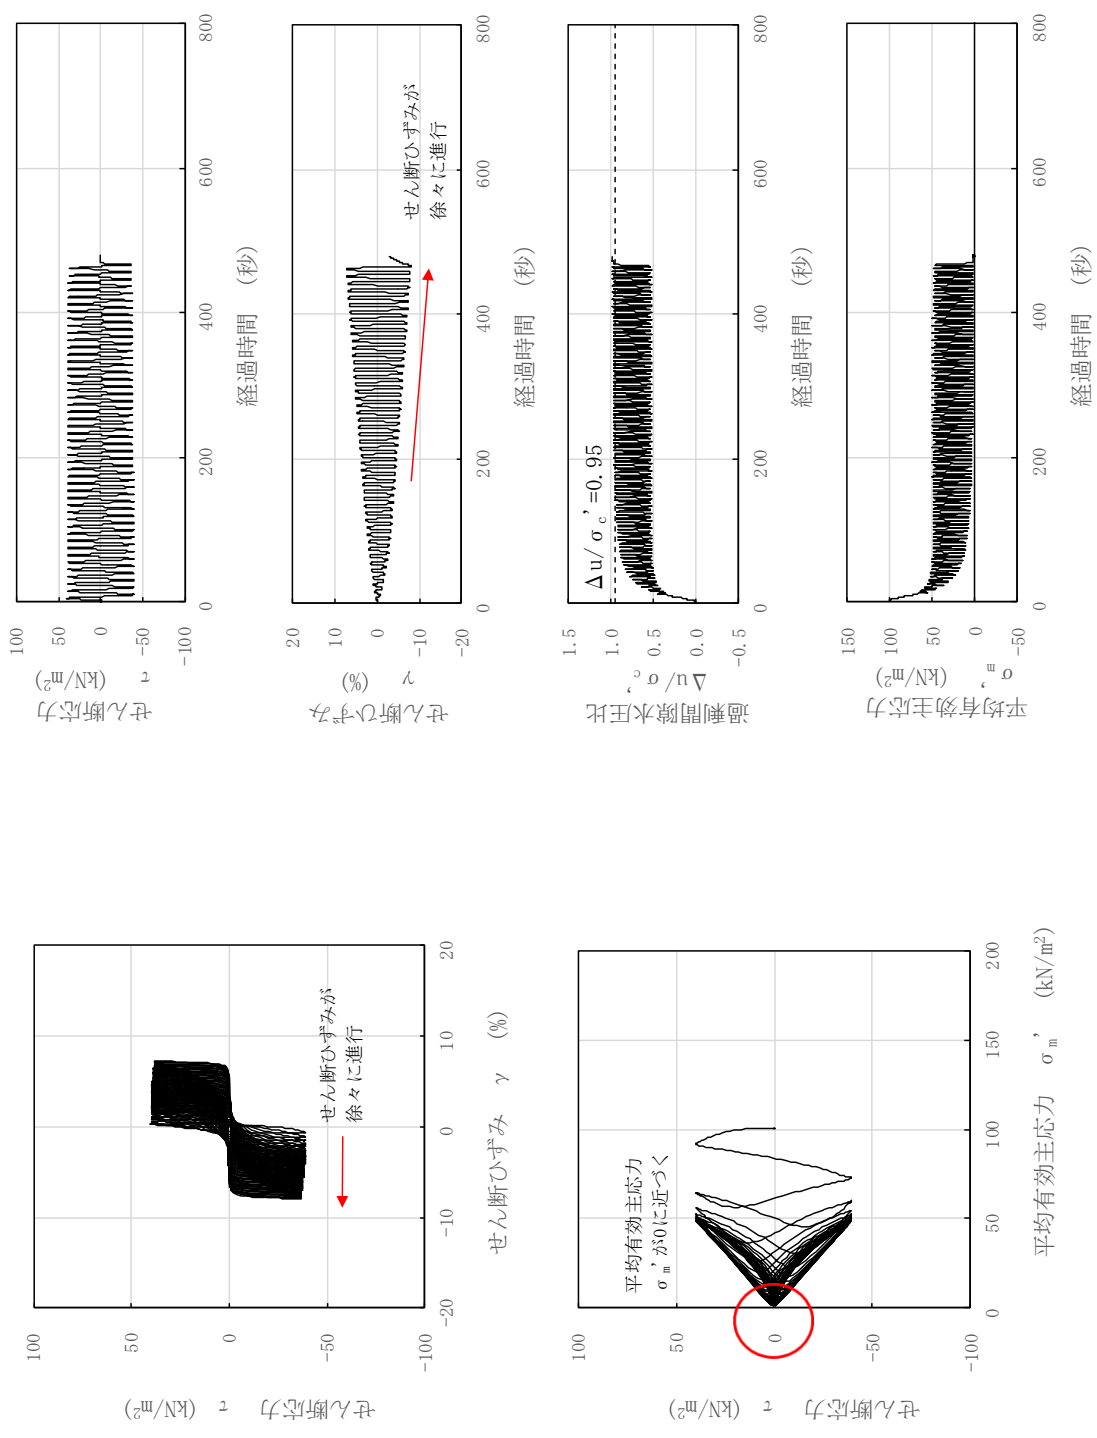 100
50
0
-50
-100
せん断応力 τ (kN/m²)
-20
-10
0
10
20
せん断ひずみ γ (%)
せん断ひずみが
徐々に進行
100
50
0
-50
-100
せん断応力 τ (kN/m²)
0
50
100
150
200
平均有効主応力 σm' (kN/m²)
平均有効主応力
σm'が0に近づく
100
50
0
-50
-100
せん断応力
τ (kN/m²)
0
200
400
600
800
経過時間 (秒)
20
10
0
-10
-20
せん断ひずみ
γ (%)
0
200
400
600
800
経過時間 (秒)
せん断ひずみが
徐々に進行
1.5
1.0
0.5
0.0
-0.5
過剰間隙水圧比
Δu/σc'
0
200
400
600
800
経過時間 (秒)
Δu/σc'=0.95
150
100
50
0
-50
平均有効主応力
σm' (kN/m²)
0
200
400
600
800
経過時間 (秒)